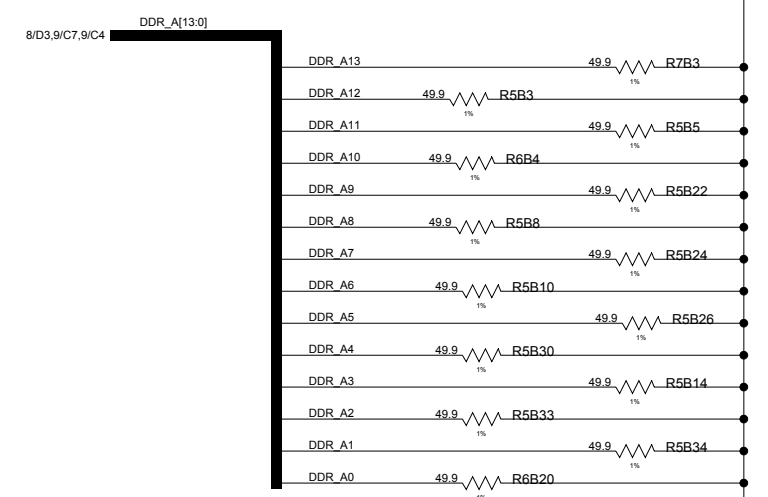 DDR_A[13:0]
8/D3,9/C7,9/C4
DDR_A13 49.9 R7B3
1%
DDR_A12 49.9 R5B3
1%
DDR_A11 49.9 R5B5
1%
DDR_A10 49.9 R6B4
1%
DDR_A9 49.9 R5B22
1%
DDR_A8 49.9 R5B8
1%
DDR_A7 49.9 R5B24
1%
DDR_A6 49.9 R5B10
1%
DDR_A5 49.9 R5B26
1%
DDR_A4 49.9 R5B30
1%
DDR_A3 49.9 R5B14
1%
DDR_A2 49.9 R5B33
1%
DDR_A1 49.9 R5B34
1%
DDR_A0 49.9 R6B20
1%